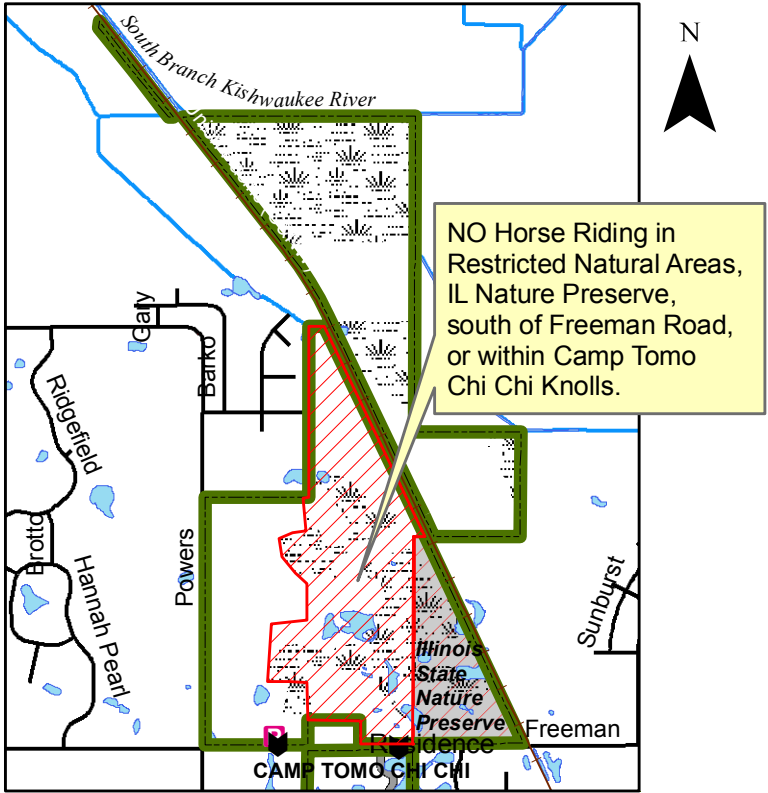 South Branch Kishwaukee River
N
NO Horse Riding in
Restricted Natural Areas,
IL Nature Preserve,
south of Freeman Road,
or within Camp Tomo
Chi Chi Knolls.
Gary
Barko
Ridgefield
Brotto
Hannah Pearl
Powers
Sunburst
Illinois
State
Nature
Preserve
Freeman
P
Residence
CAMP TOMO CHI CHI